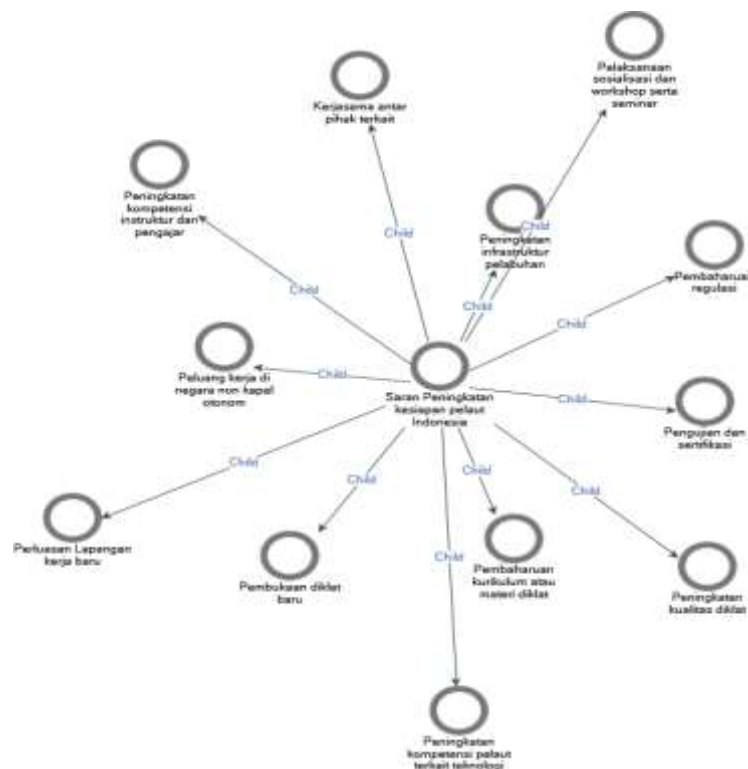 Pelaksanaan
sosialisasi dan
workshop serta
seminar
Kerjasama antar
pihak terkait
Peningkatan
kompetensi
instruktur dan
pengajar
Child
Child
Peningkatan
infrastruktur
pelabuhan
Pembaharuan
regulasi
Child
Child
Child
Peluang kerja di
negara non kapal
otonom
Child
Saran Peningkatan
kesiapan pelaut
Indonesia
Child
Pengujian dan
sertifikasi
Child
Child
Child
Child
Perluasan Lapangan
kerja baru
Child
Pembukaan diklat
baru
Pembaharuan
kurikulum atau
materi diklat
Peningkatan
kualitas diklat
Peningkatan
kompetensi pelaut
terkait teknologi